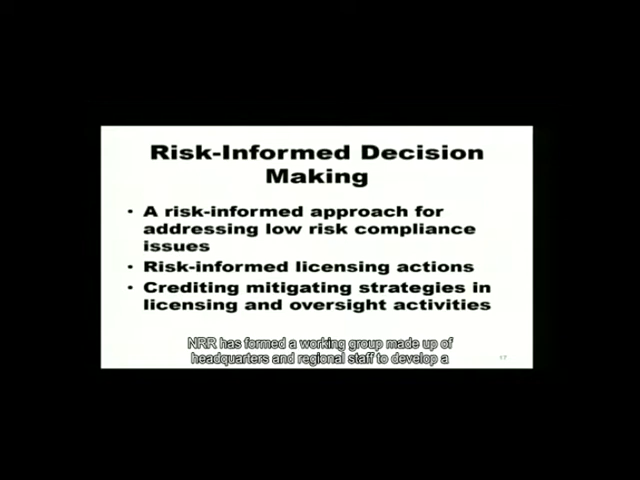 Risk-Informed Decision
Making
• A risk-informed approach for
addressing low risk compliance
issues
• Risk-informed licensing actions
• Crediting mitigating strategies in
licensing and oversight activities
NRR has formed a working group made up of
headquarters and regional staff to develop a
17